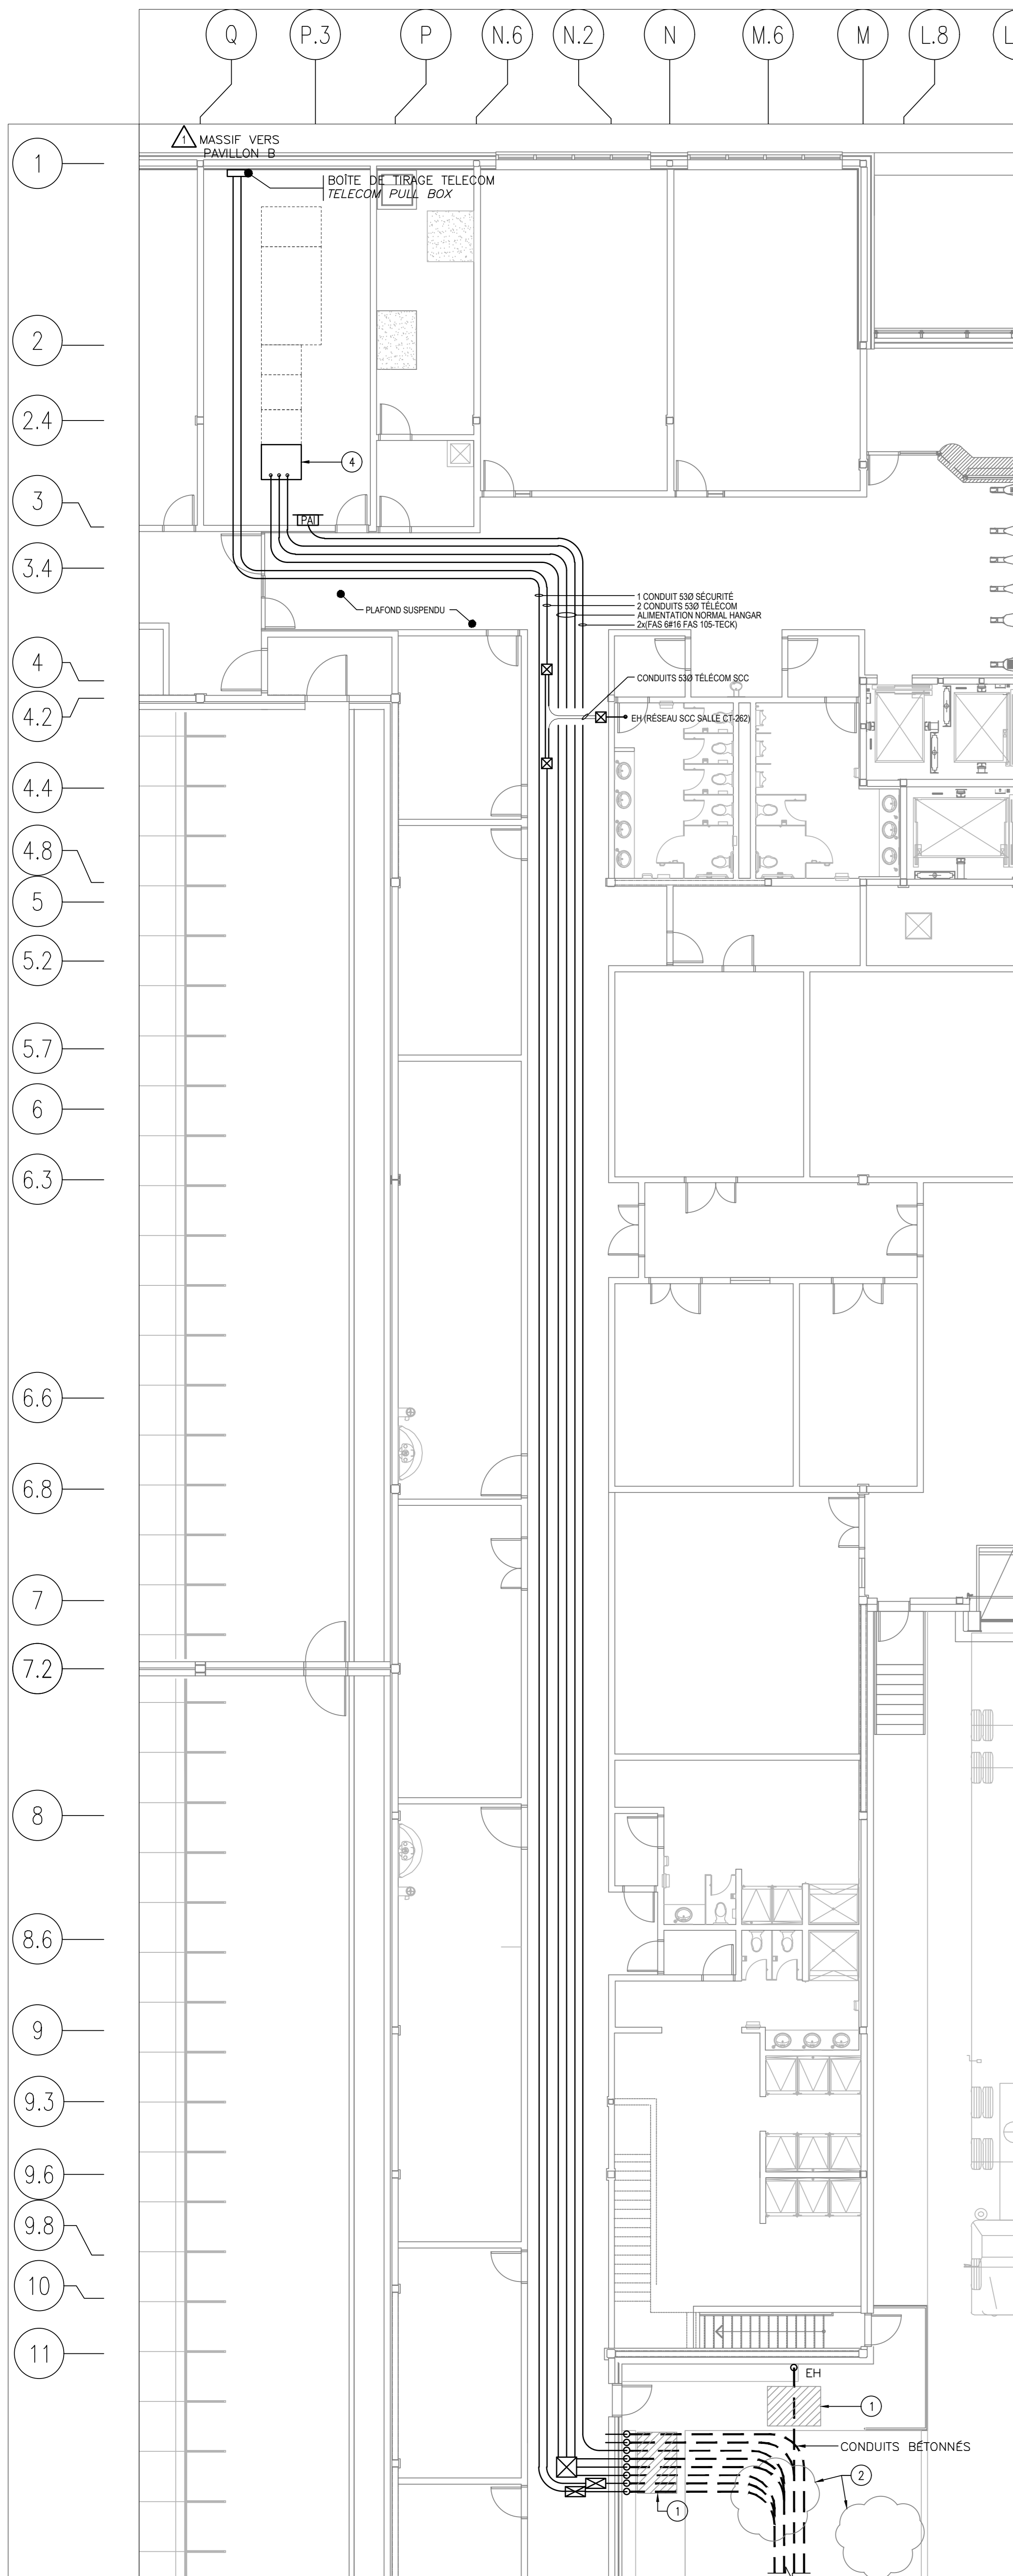 Q
P.3
P
N.6
N.2
N
M.6
M
L.8
L
1
1
MASSIF VERS
PAVILLON B
BOÎTE DE TIRAGE TELECOM
TELECOM PULL BOX
2
2.4
4
3
PAI
3.4
1 CONDUIT 53Ø SÉCURITÉ
2 CONDUITS 53Ø TÉLÉCOM
ALIMENTATION NORMAL HANGAR
2x(FAS 6#16 FAS 105-TECK)
PLAFOND SUSPENDU
4
CONDUITS 53Ø TÉLÉCOM SCC
4.2
EH (RÉSEAU SCC SALLE CT-262)
4.4
4.8
5
5.2
5.7
6
6.3
6.6
6.8
7
7.2
8
8.6
9
9.3
9.6
9.8
10
11
EH
1
CONDUITS BÉTONNÉS
2
1